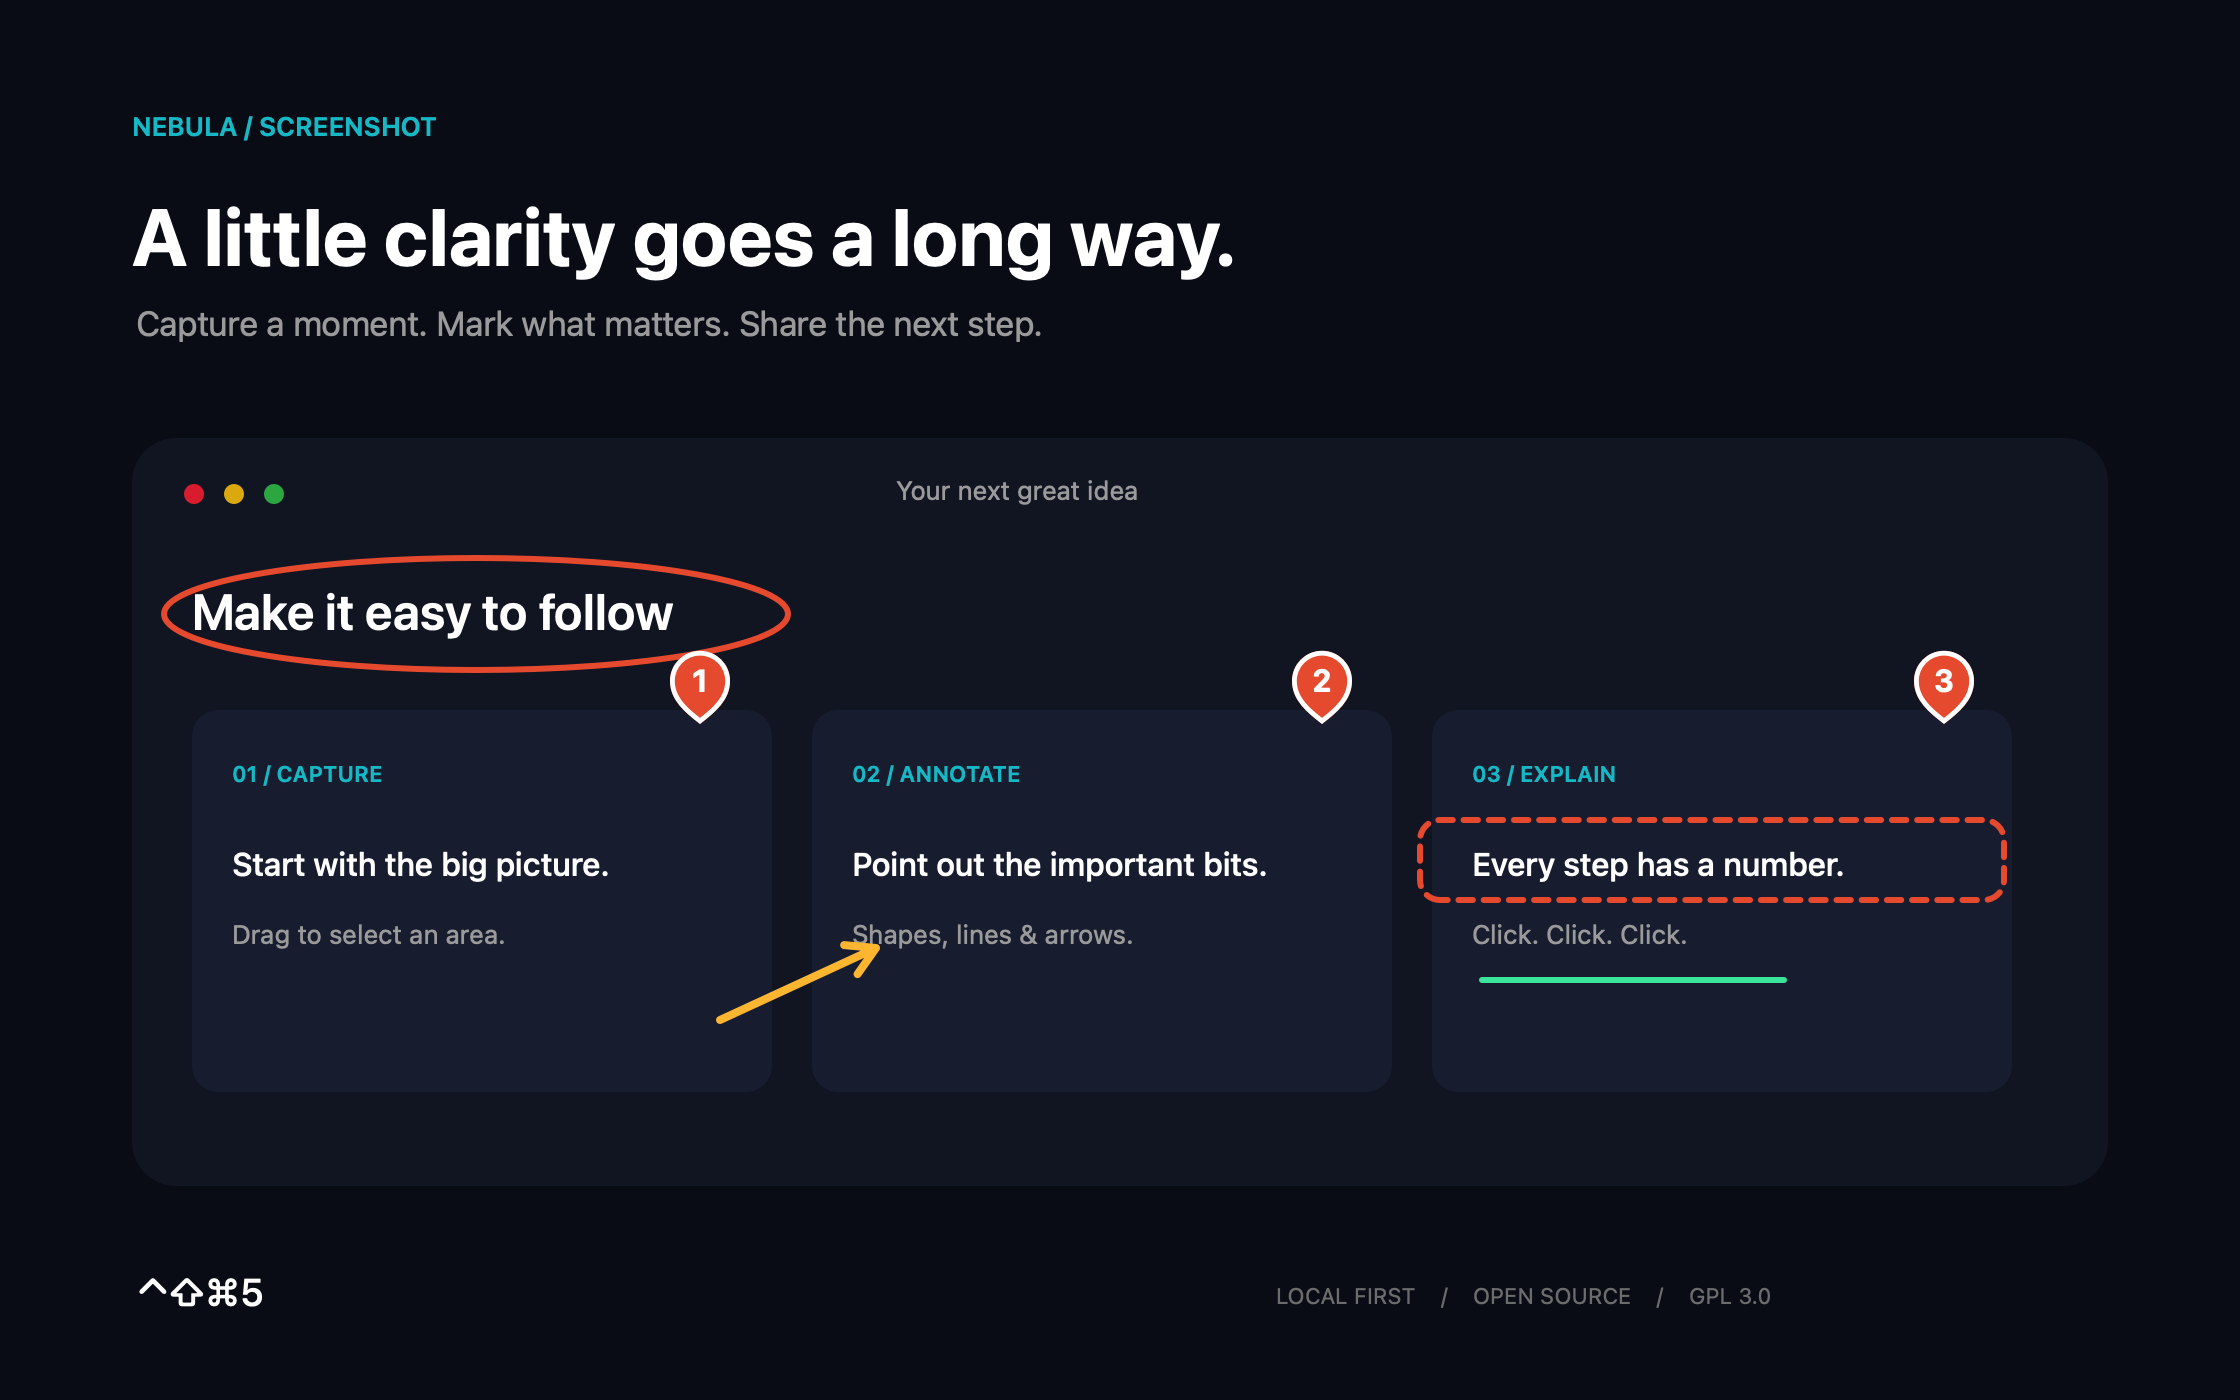 NEBULA / SCREENSHOT
A little clarity goes a long way.
Capture a moment. Mark what matters. Share the next step.
Your next great idea
Make it easy to follow
1
2
3
01 / CAPTURE
Start with the big picture.
Drag to select an area.
02 / ANNOTATE
Point out the important bits.
Shapes, lines & arrows.
03 / EXPLAIN
Every step has a number.
Click. Click. Click.
⌃⇧⌘5
LOCAL FIRST / OPEN SOURCE / GPL 3.0